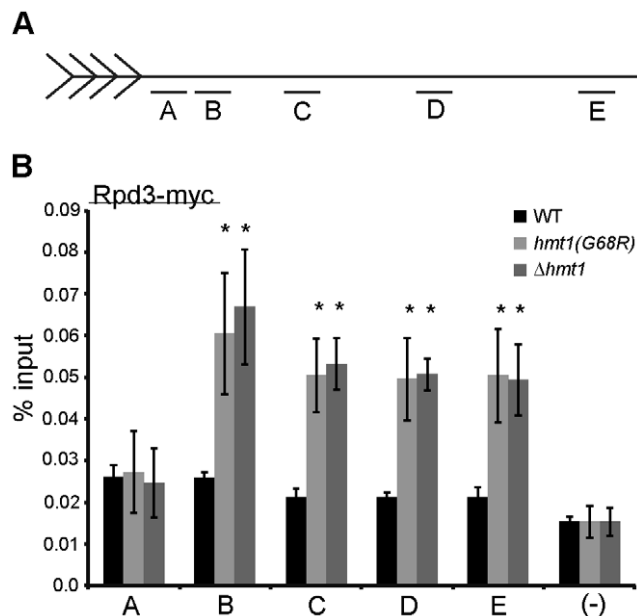 A
A B C D E
B
Rpd3-myc
0.09
0.08
0.07
0.06
0.05
0.04
0.03
0.02
0.01
0.0
% input
* * * * * * * *
WT
hmt1(G68R)
Δhmt1
A B C D E (-)